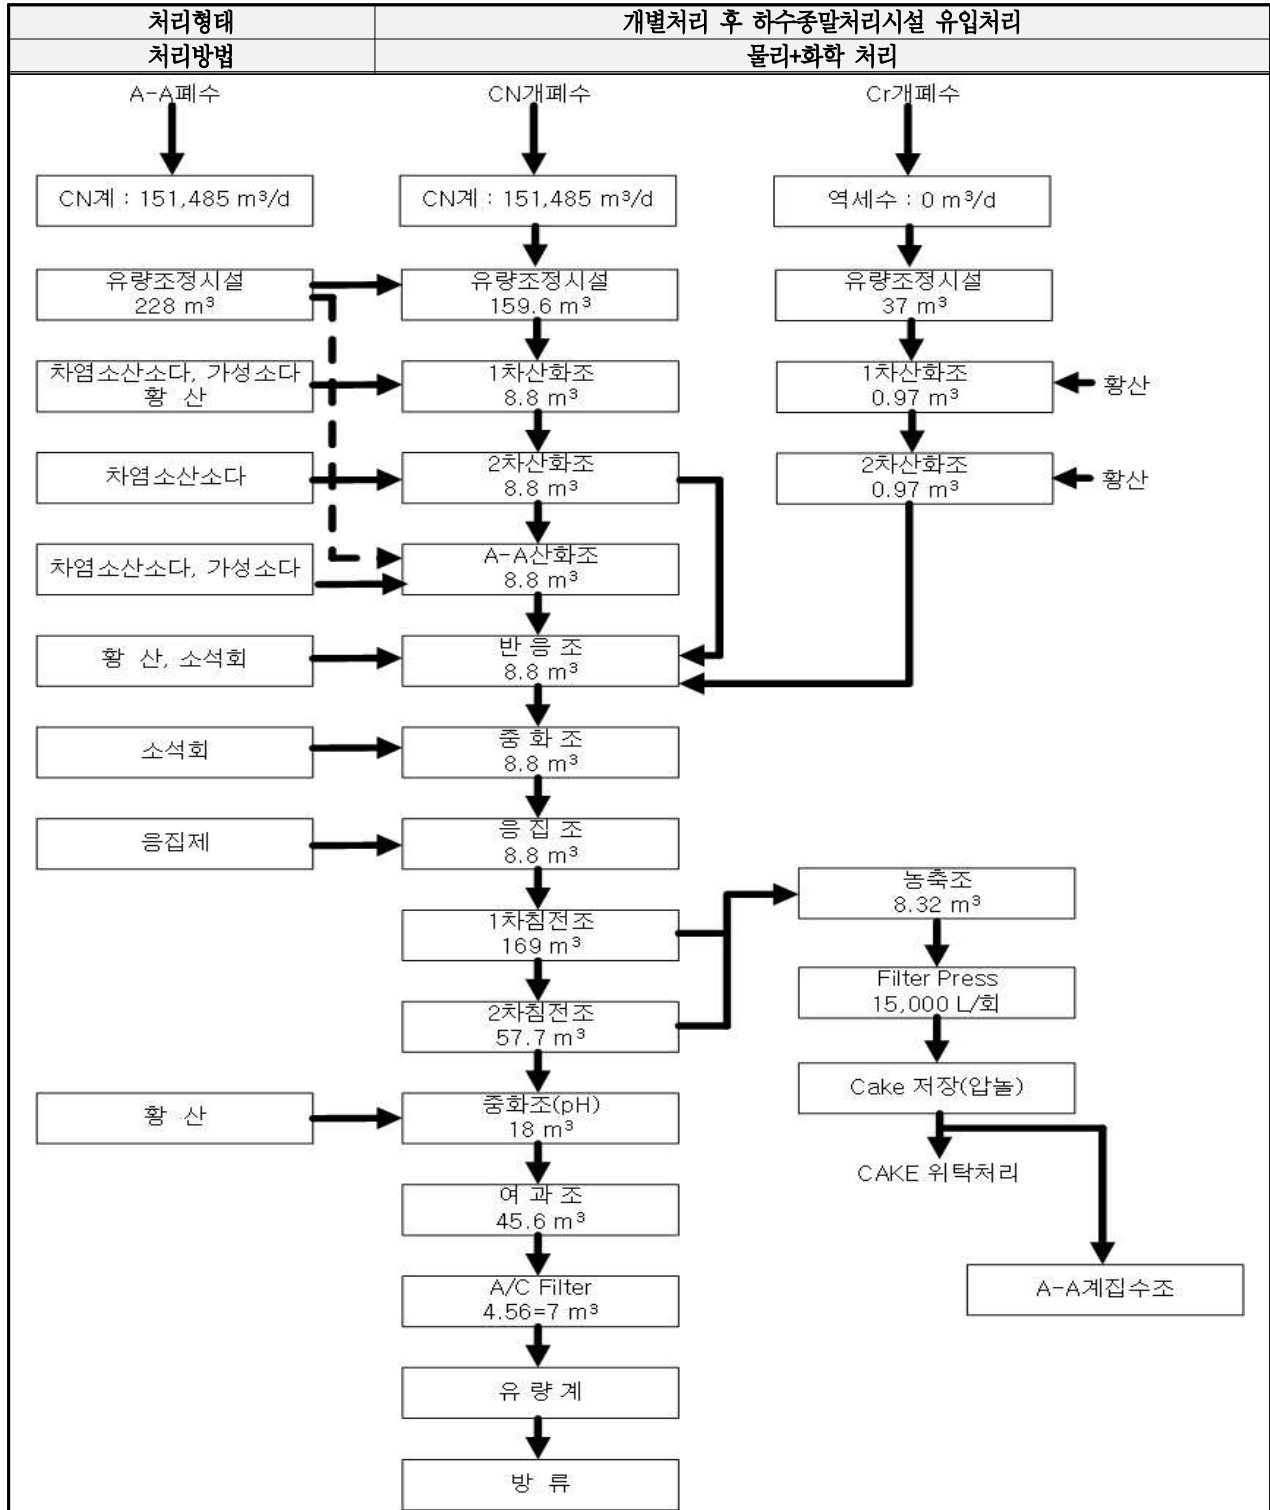 처리형태
개별처리 후 하수종말처리시설 유입처리
처리방법
물리+화학 처리
A-A폐수
CN개폐수
Cr개폐수
CN계 : 151,485 m³/d
CN계 : 151,485 m³/d
역세수 : 0 m³/d
유량조정시설
228 m³
유량조정시설
159.6 m³
유량조정시설
37 m³
차염소산소다, 가성소다
황 산
1차산화조
8.8 m³
1차산화조
0.97 m³
황산
차염소산소다
2차산화조
8.8 m³
2차산화조
0.97 m³
황산
차염소산소다, 가성소다
A-A산화조
8.8 m³
황 산, 소석회
반 응 조
8.8 m³
소석회
중 화 조
8.8 m³
응집제
응 집 조
8.8 m³
농축조
8.32 m³
1차침전조
169 m³
Filter Press
15,000 L/회
2차침전조
57.7 m³
Cake 저장(압놀)
황 산
중화조(pH)
18 m³
CAKE 위탁처리
여 과 조
45.6 m³
A/C Filter
4.56=7 m³
A-A계집수조
유 량 계
방 류